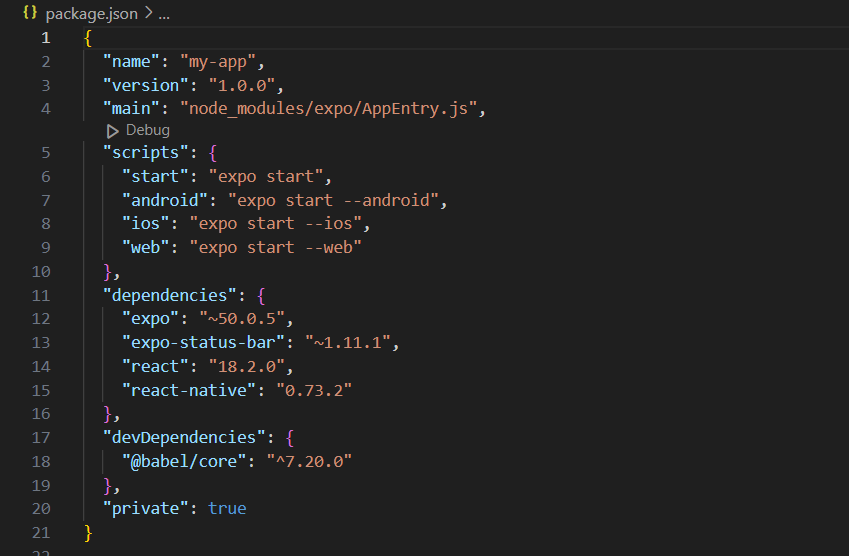 {} package.json > ...
1 {
2 "name": "my-app",
3 "version": "1.0.0",
4 "main": "node_modules/expo/AppEntry.js",
Debug
5 "scripts": {
6 "start": "expo start",
7 "android": "expo start --android",
8 "ios": "expo start --ios",
9 "web": "expo start --web"
10 },
11 "dependencies": {
12 "expo": "~50.0.5",
13 "expo-status-bar": "~1.11.1",
14 "react": "18.2.0",
15 "react-native": "0.73.2"
16 },
17 "devDependencies": {
18 "@babel/core": "^7.20.0"
19 },
20 "private": true
21 }
22